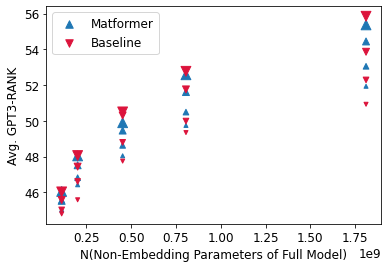 56
54
52
50
48
46
Avg. GPT3-RANK
Matformer
Baseline
0.25 0.50 0.75 1.00 1.25 1.50 1.75
1e9
N(Non-Embedding Parameters of Full Model)